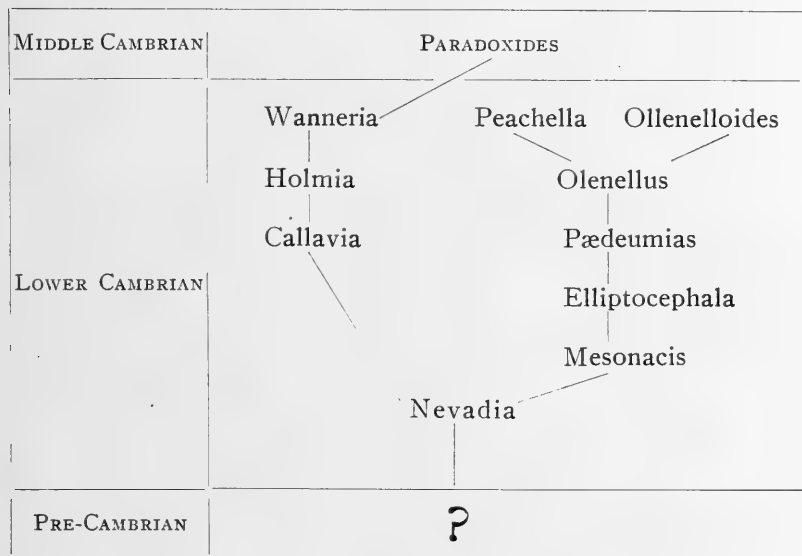 MIDDLE CAMBRIAN PARADOXIDES
Wanneria Peachella Ollenelloides
Holmia Olenellus
Callavia Pædeumias
LOWER CAMBRIAN Elliptocephala
Mesonacis
Nevadia
PRE-CAMBRIAN ?